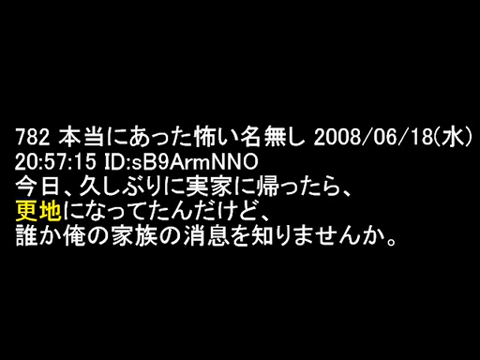 782 本当にあった怖い名無し 2008/06/18(水)
20:57:15 ID:sB9ArmNNO
今日、久しぶりに実家に帰ったら、
更地になってたんだけど、
誰か俺の家族の消息を知りませんか。